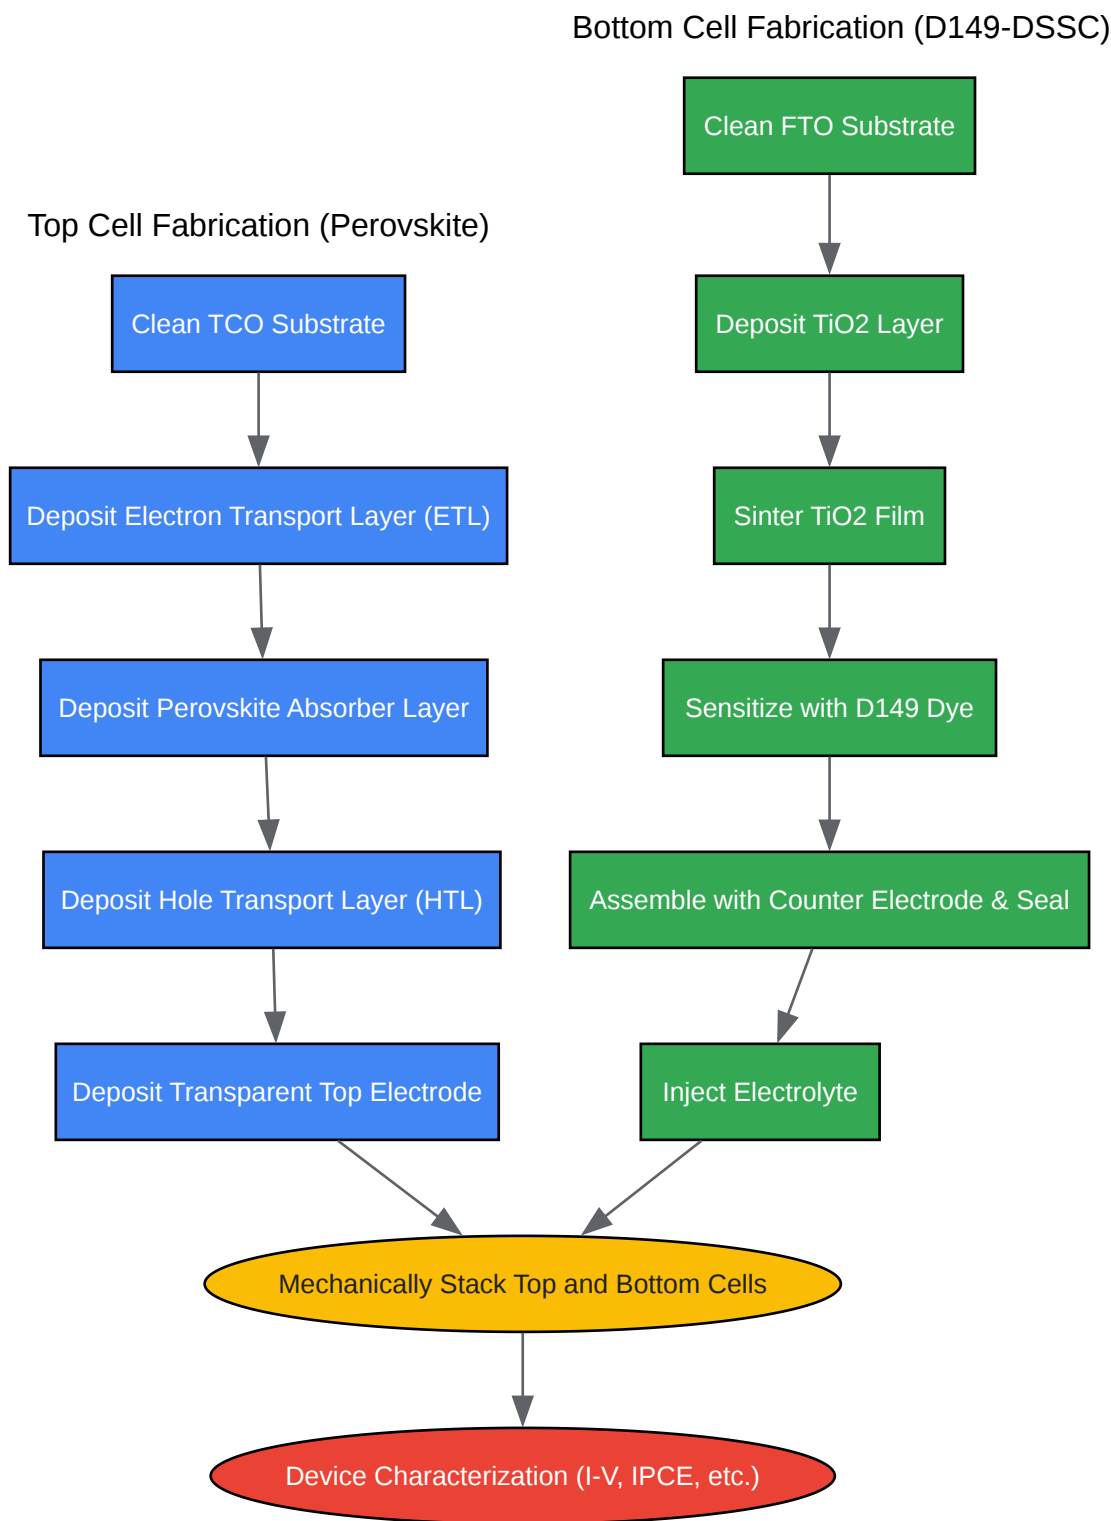 Bottom Cell Fabrication (D149-DSSC)
Clean FTO Substrate
Top Cell Fabrication (Perovskite)
Clean TCO Substrate
Deposit TiO2 Layer
Deposit Electron Transport Layer (ETL)
Sinter TiO2 Film
Deposit Perovskite Absorber Layer
Sensitize with D149 Dye
Deposit Hole Transport Layer (HTL)
Assemble with Counter Electrode & Seal
Deposit Transparent Top Electrode
Inject Electrolyte
Mechanically Stack Top and Bottom Cells
Device Characterization (I-V, IPCE, etc.)